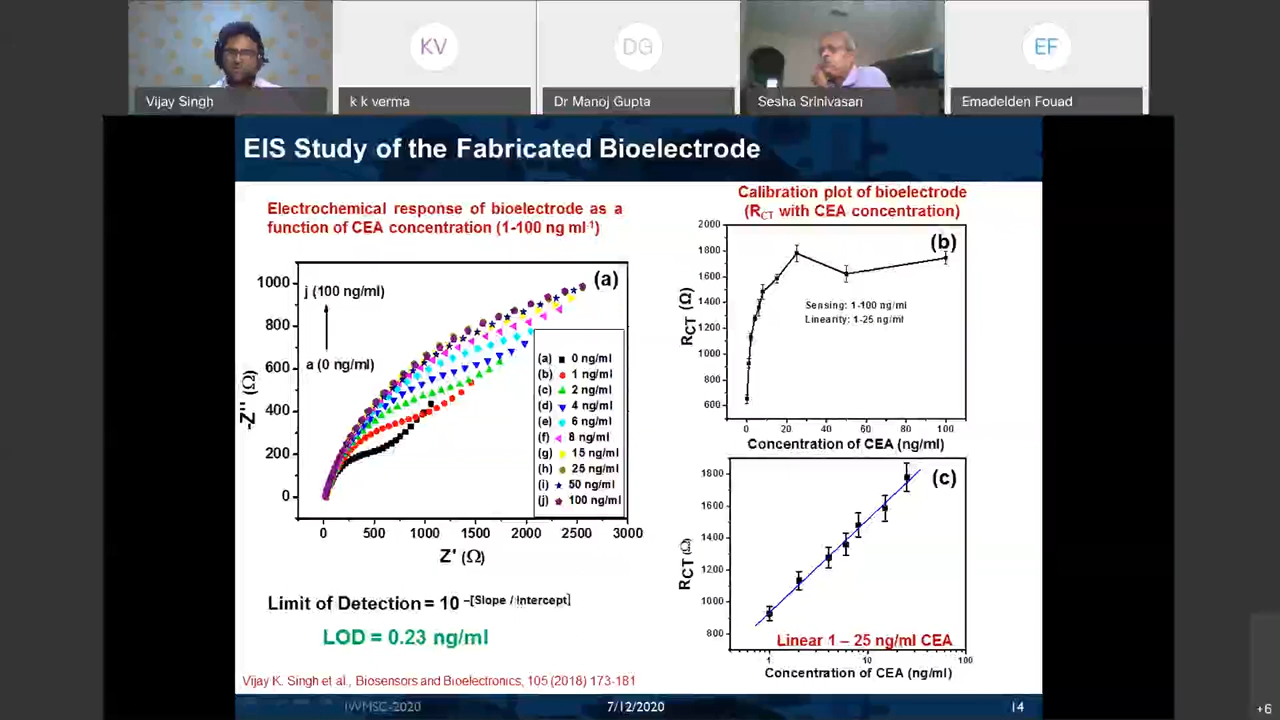 KV
DG
EF
Vijay Singh
k k verma
Dr Manoj Gupta
Sesha Srinivasan
Emadelden Fouad
EIS Study of the Fabricated Bioelectrode
Electrochemical response of bioelectrode as a
function of CEA concentration (1-100 ng ml-1)
(a)
1000
800
600
400
200
0
-Z'' (Ω)
j (100 ng/ml)
a (0 ng/ml)
(a) 0 ng/ml
(b) 1 ng/ml
(c) 2 ng/ml
(d) 4 ng/ml
(e) 6 ng/ml
(f) 8 ng/ml
(g) 15 ng/ml
(h) 25 ng/ml
(i) 50 ng/ml
(j) 100 ng/ml
0 500 1000 1500 2000 2500 3000
Z' (Ω)
Limit of Detection = 10 –[Slope / Intercept]
LOD = 0.23 ng/ml
Calibration plot of bioelectrode
(RCT with CEA concentration)
(b)
2000
1800
1600
1400
1200
1000
800
600
RCT (Ω)
Sensing: 1-100 ng/ml
Linearity: 1-25 ng/ml
0 20 40 60 80 100
Concentration of CEA (ng/ml)
(c)
1800
1600
1400
1200
1000
800
RCT (Ω)
Linear 1 – 25 ng/ml CEA
1 10 100
Concentration of CEA (ng/ml)
Vijay K. Singh et al., Biosensors and Bioelectronics, 105 (2018) 173-181
IWMSC-2020
7/12/2020
14
+6